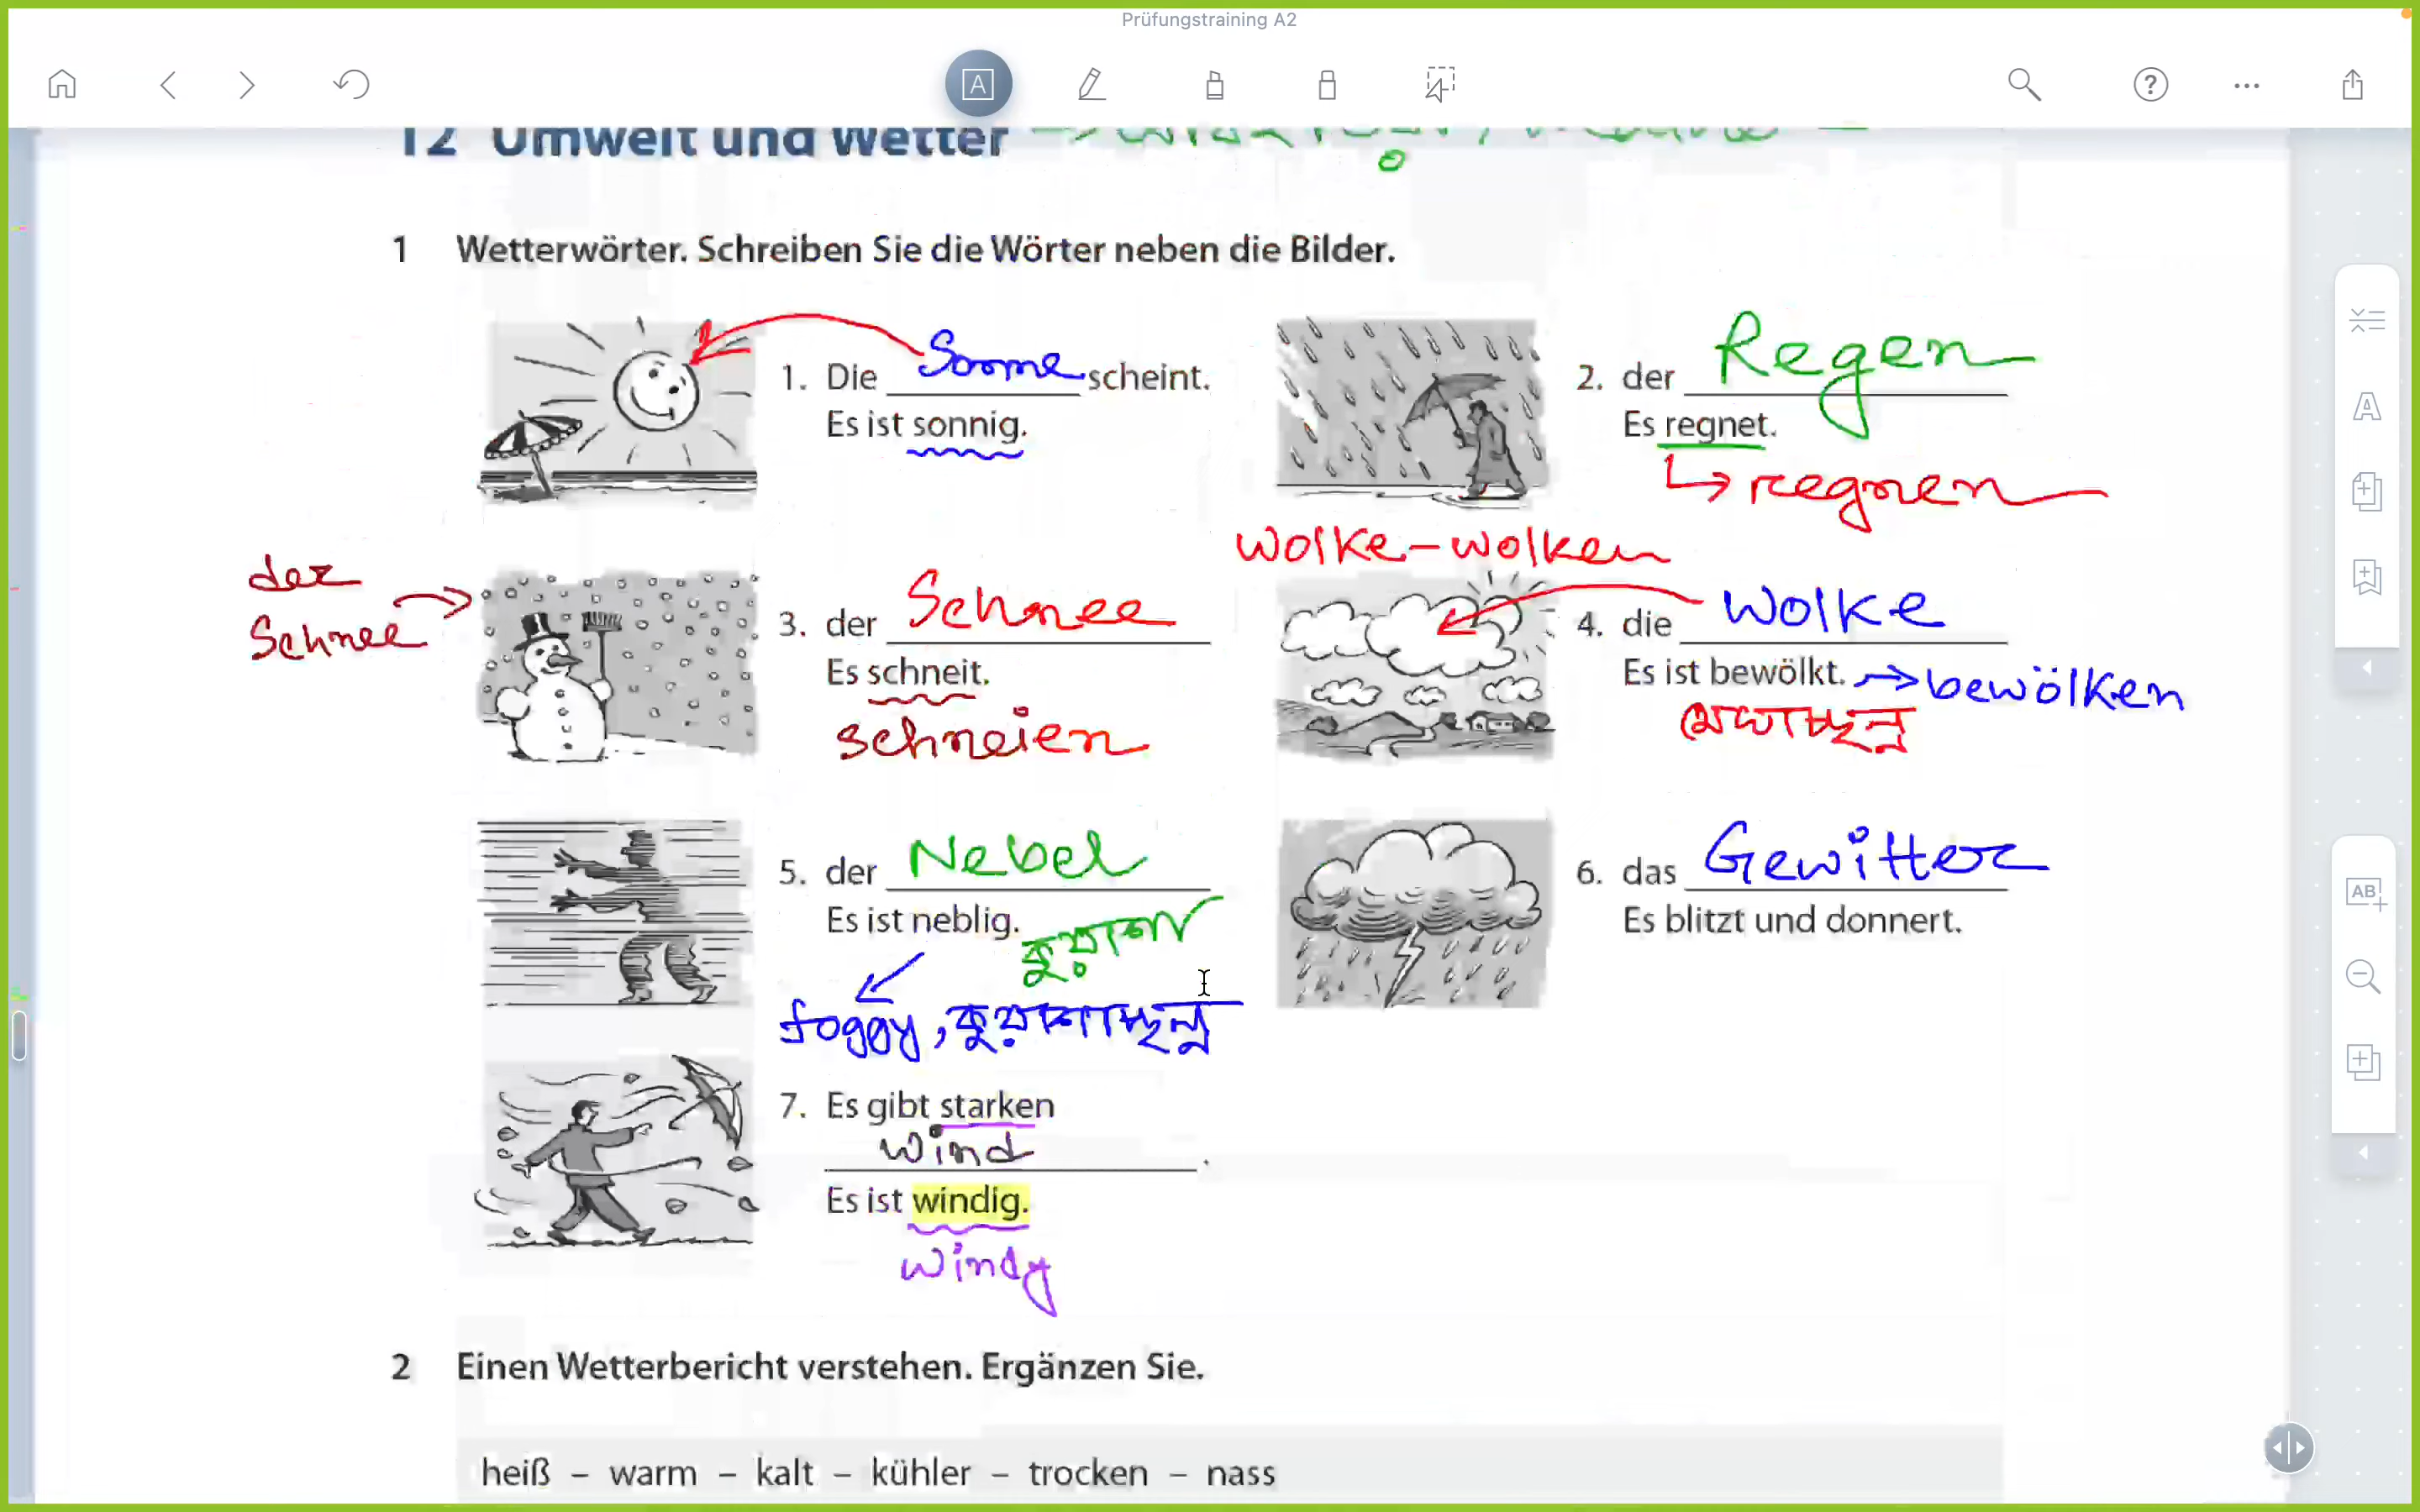 Prüfungstraining A2
12 Umwelt und Wetter
1 Wetterwörter. Schreiben Sie die Wörter neben die Bilder.
1. Die Sonne scheint.
Es ist sonnig.
2. der Regen
Es regnet.
regnen
der
Schnee
3. der Schnee
Es schneit.
schneien
Wolke-Wolken
4. die Wolke
Es ist bewölkt. → bewölken
5. der Nebel
Es ist neblig.
foggy, কুয়াশাচ্ছন্ন
6. das Gewitter
Es blitzt und donnert.
7. Es gibt starken
Wind .
Es ist windig.
windy
2 Einen Wetterbericht verstehen. Ergänzen Sie.
heiß – warm – kalt – kühler – trocken – nass